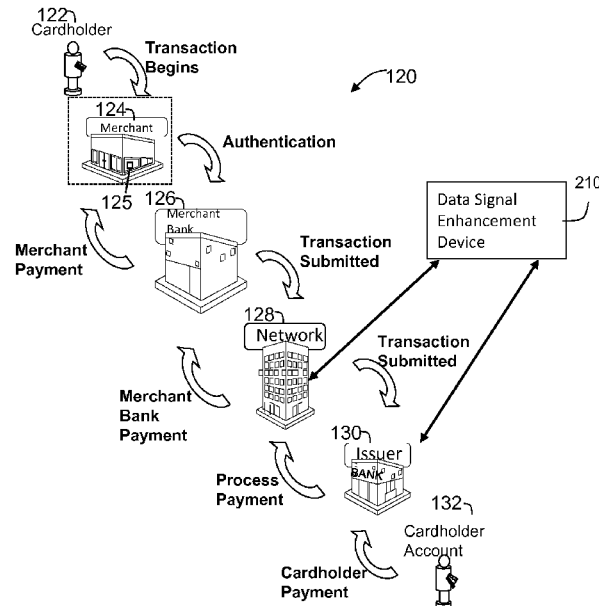 122
Cardholder
Transaction
Begins
120
124
Merchant
Authentication
125
126
Merchant
Bank
210
Data Signal
Enhancement
Device
Merchant
Payment
Transaction
Submitted
128
Network
Transaction
Submitted
Merchant
Bank
Payment
130
Issuer
BANK
Process
Payment
132
Cardholder
Account
Cardholder
Payment